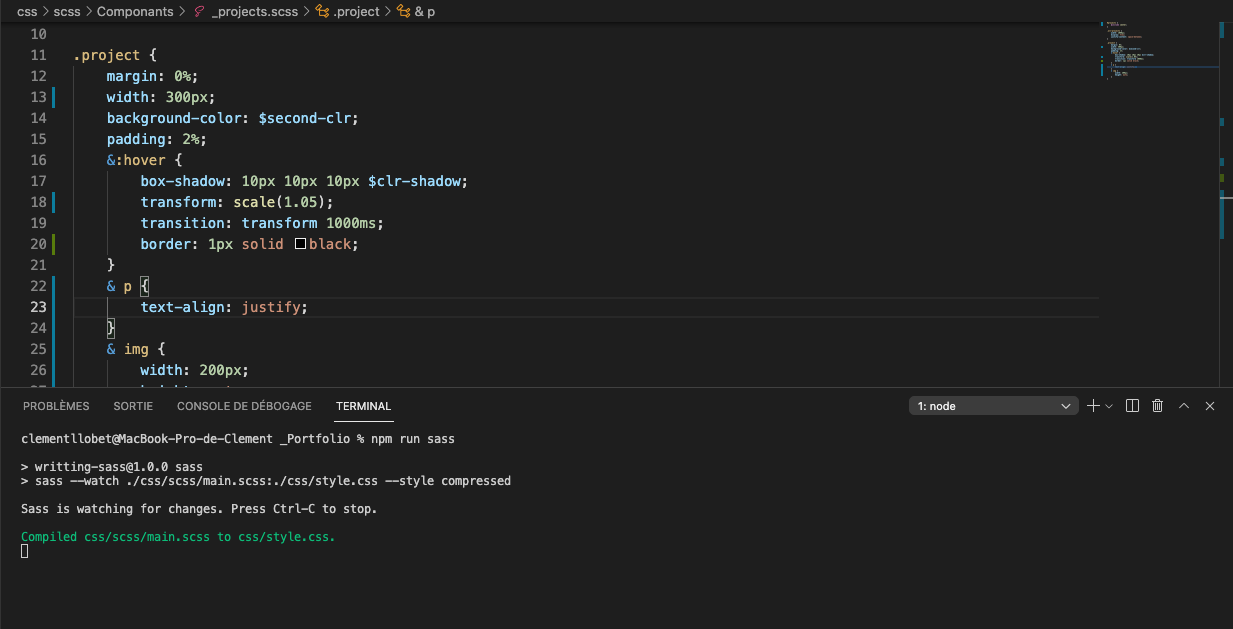 css > scss > Componants > _projects.scss > .project > & p
10
11 .project {
12 margin: 0%;
13 width: 300px;
14 background-color: $second-clr;
15 padding: 2%;
16 &:hover {
17 box-shadow: 10px 10px 10px $clr-shadow;
18 transform: scale(1.05);
19 transition: transform 1000ms;
20 border: 1px solid black;
21 }
22 & p {
23 text-align: justify;
24 }
25 & img {
26 width: 200px;
PROBLÈMES SORTIE CONSOLE DE DÉBOGAGE TERMINAL 1: node
clementllobet@MacBook-Pro-de-Clement _Portfolio % npm run sass
> writting-sass@1.0.0 sass
> sass --watch ./css/scss/main.scss:./css/style.css --style compressed
Sass is watching for changes. Press Ctrl-C to stop.
Compiled css/scss/main.scss to css/style.css.